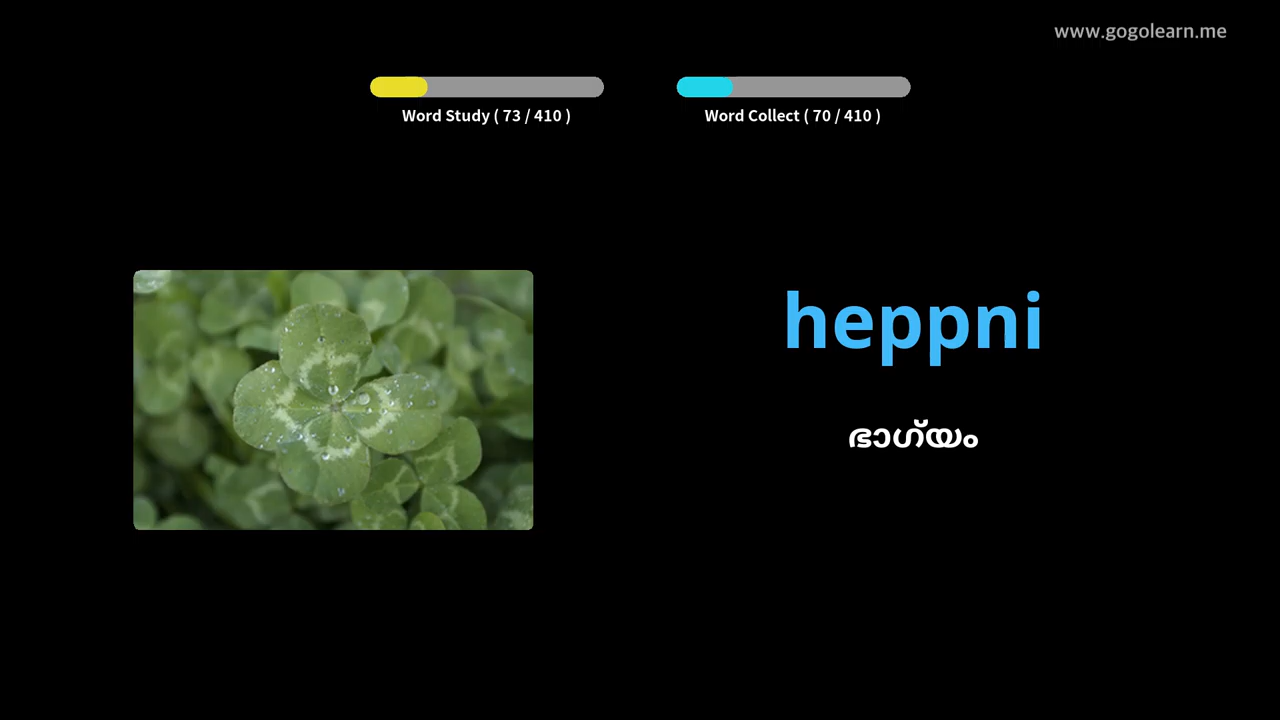 www.gogolearn.me
Word Study ( 73 / 410 )
Word Collect ( 70 / 410 )
heppni
ഭാഗ്യം